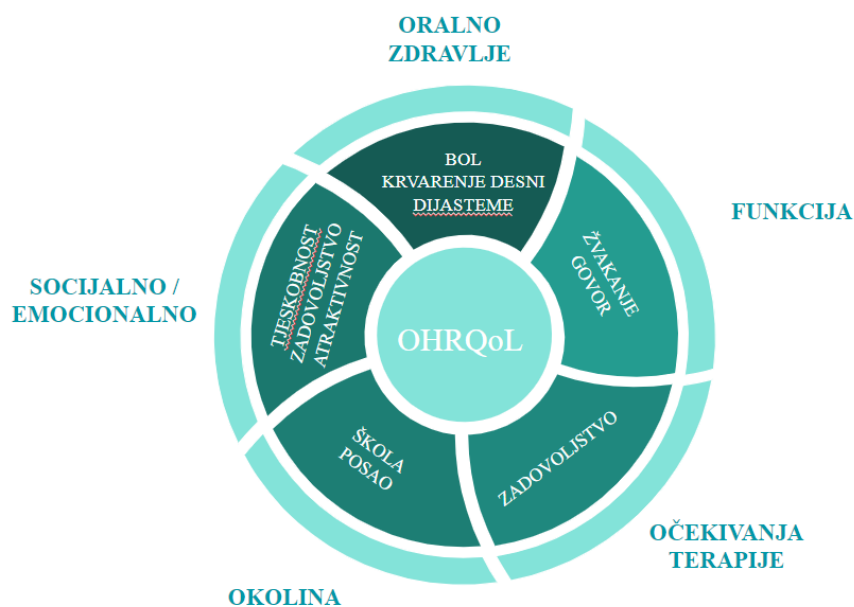 ORALNO
ZDRAVLJE
BOL
KRVARENJE DESNI
DIJASTEME
FUNKCIJA
ŽVAKANJE
GOVOR
SOCIJALNO /
EMOCIONALNO
TJESKOBNOST
ZADOVOLJSTVO
ATRAKTIVNOST
OHRQoL
ŠKOLA
POSAO
ZADOVOLJSTVO
OČEKIVANJA
TERAPIJE
OKOLINA